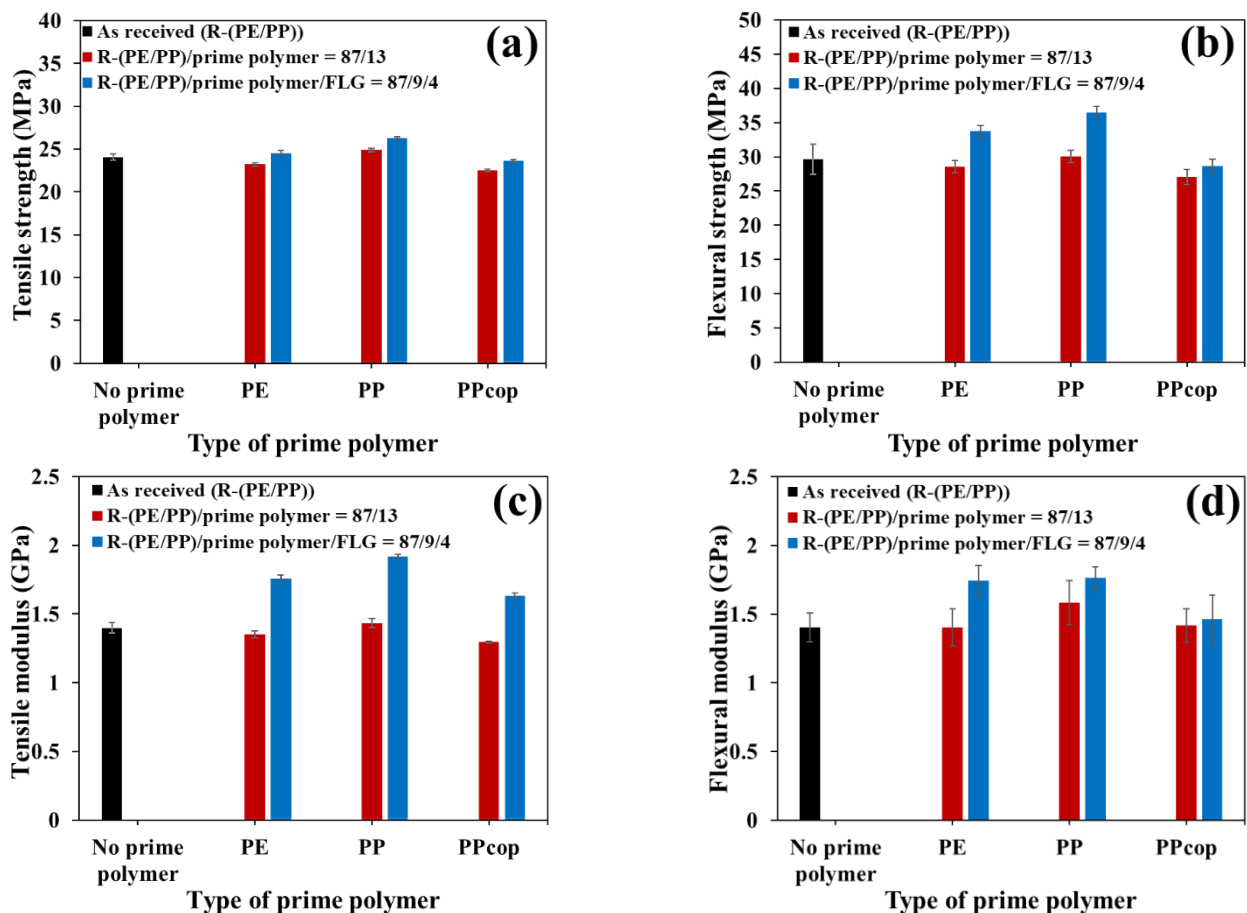 (a)
As received (R-(PE/PP))
R-(PE/PP)/prime polymer = 87/13
R-(PE/PP)/prime polymer/FLG = 87/9/4
Tensile strength (MPa)
40
35
30
25
20
15
10
5
0
No prime polymer
PE
PP
PPcop
Type of prime polymer
(b)
As received (R-(PE/PP))
R-(PE/PP)/prime polymer = 87/13
R-(PE/PP)/prime polymer/FLG = 87/9/4
Flexural strength (MPa)
50
45
40
35
30
25
20
15
10
5
0
No prime
polymer
PE
PP
PPcop
Type of prime polymer
(c)
As received (R-(PE/PP))
R-(PE/PP)/prime polymer = 87/13
R-(PE/PP)/prime polymer/FLG = 87/9/4
Tensile modulus (GPa)
2.5
2
1.5
1
0.5
0
No prime
polymer
PE
PP
PPcop
Type of prime polymer
(d)
As received (R-(PE/PP))
R-(PE/PP)/prime polymer = 87/13
R-(PE/PP)/prime polymer/FLG = 87/9/4
Flexural modulus (GPa)
2.5
2
1.5
1
0.5
0
No prime
polymer
PE
PP
PPcop
Type of prime polymer